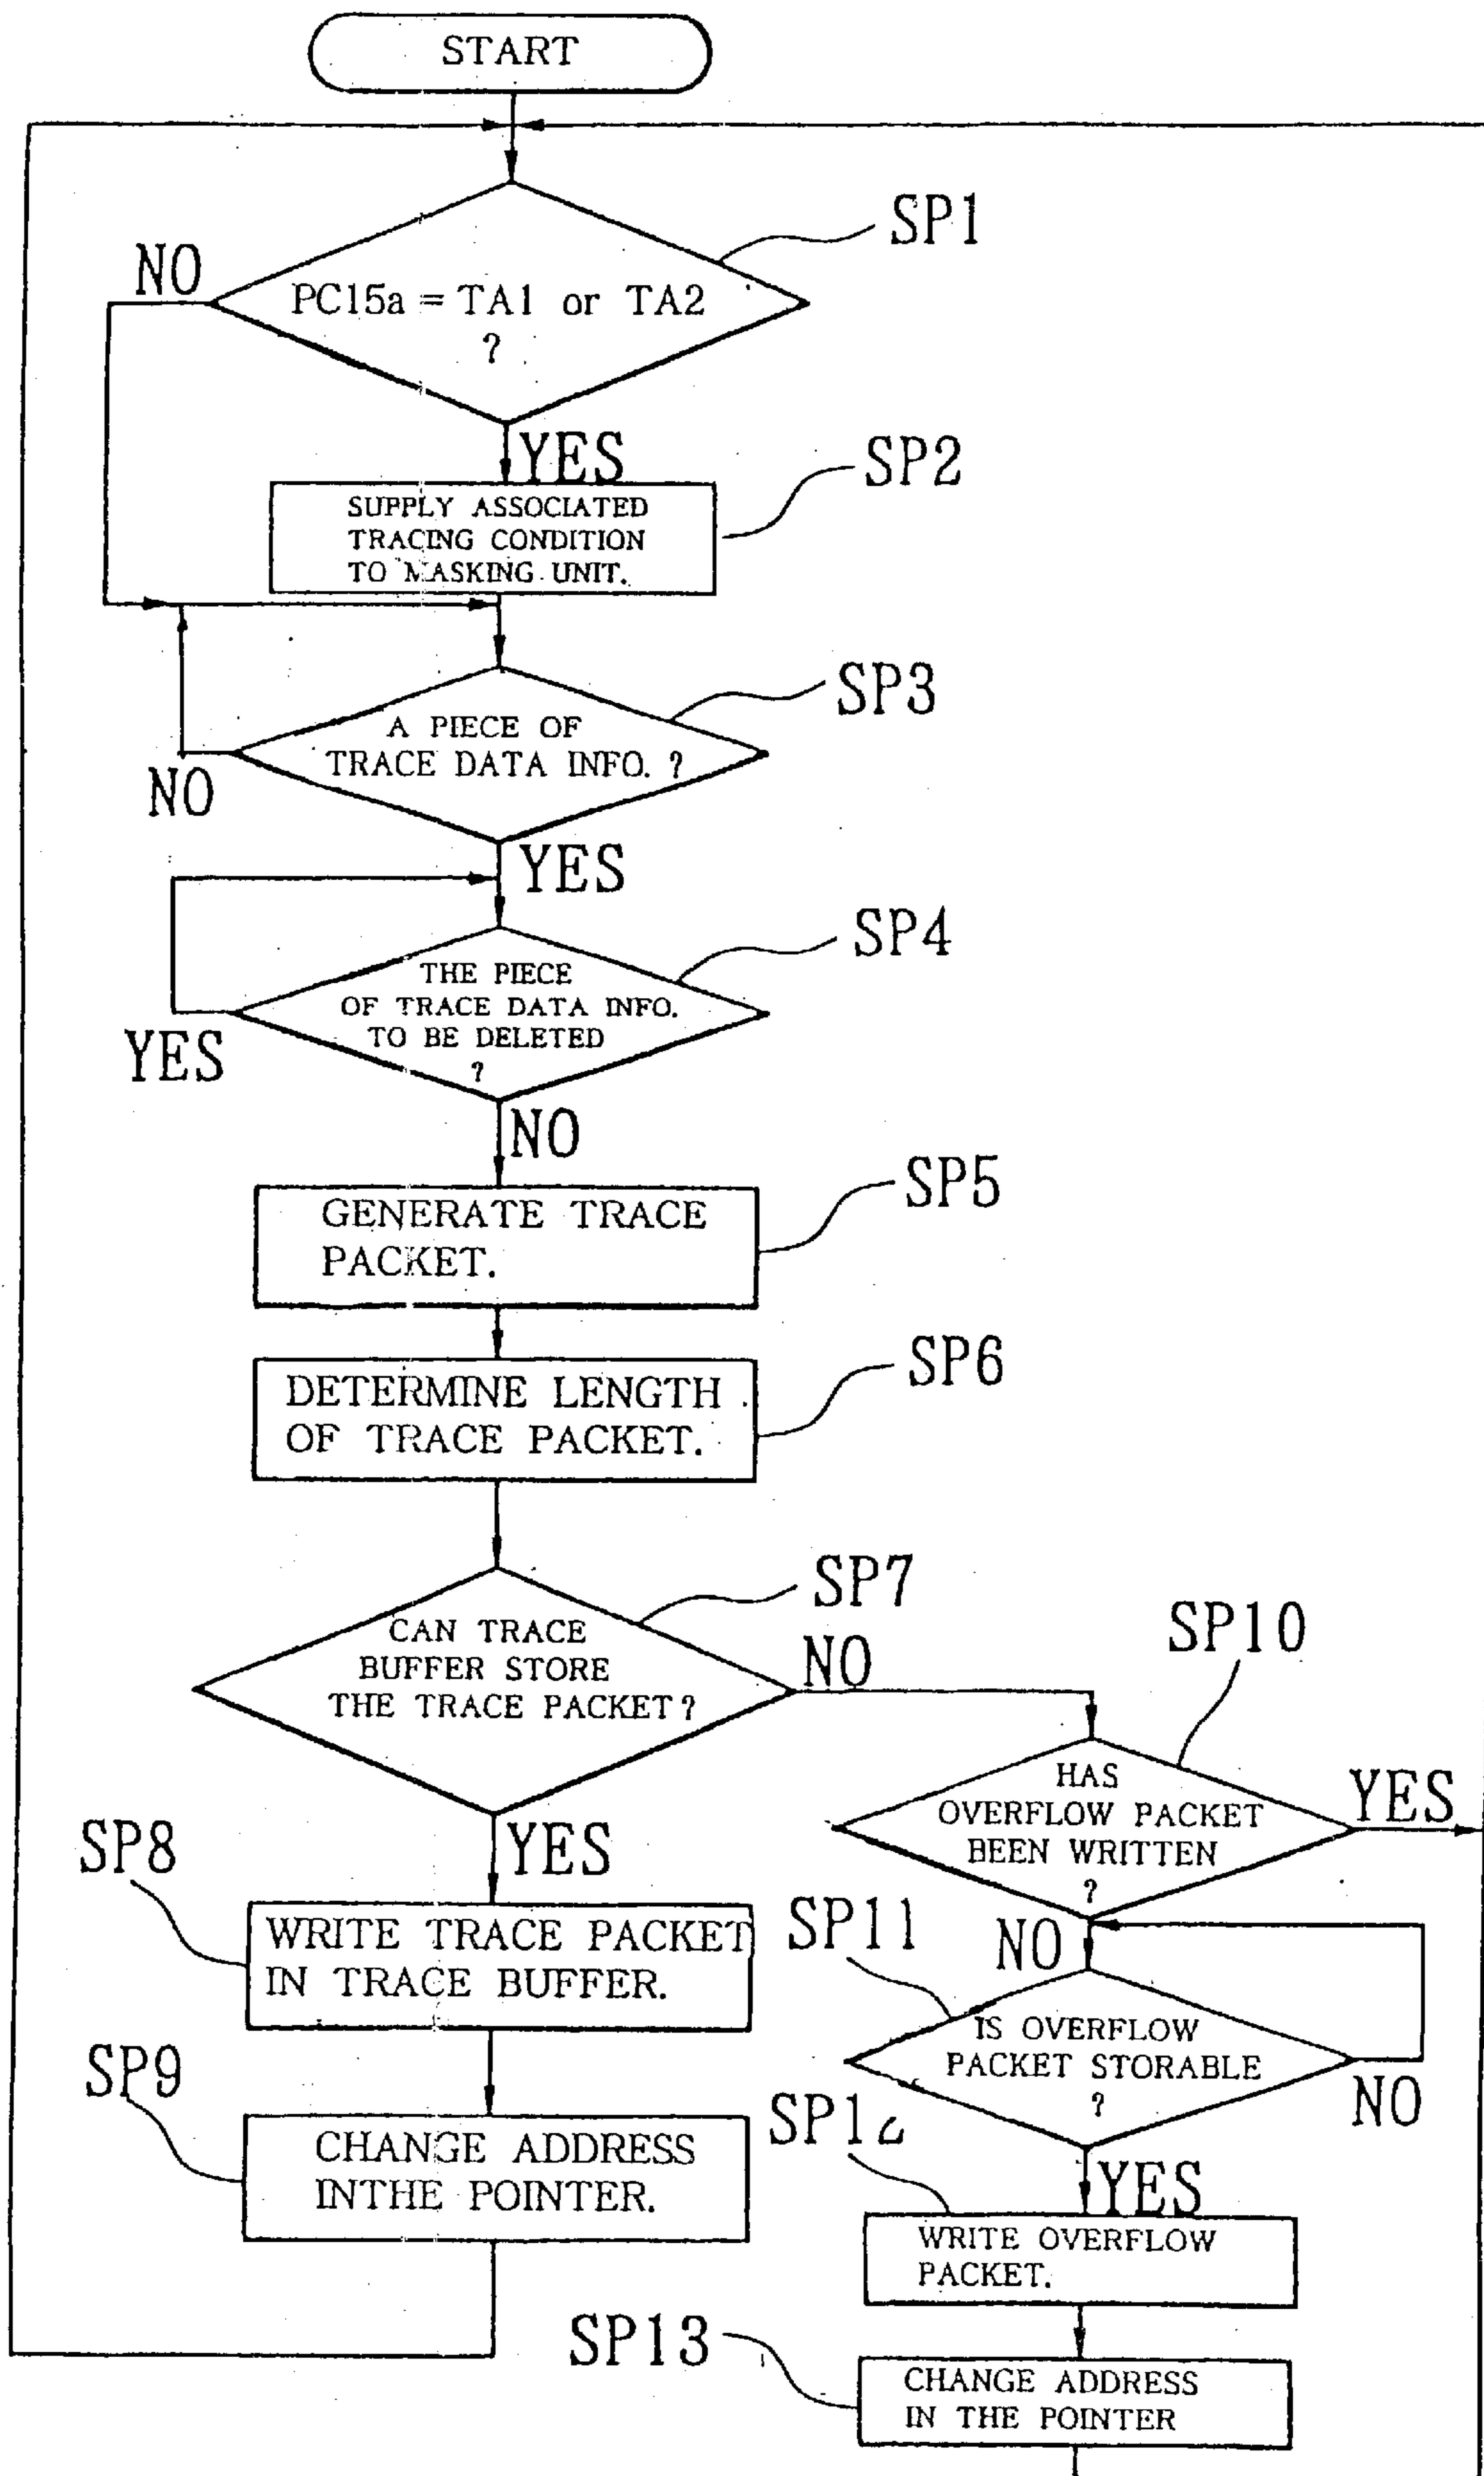 START
SP1
NO
PC15a = TA1 or TA2
?
YES
SP2
SUPPLY ASSOCIATED
TRACING CONDITION
TO MASKING UNIT.
SP3
A PIECE OF
TRACE DATA INFO. ?
NO
YES
SP4
THE PIECE
OF TRACE DATA INFO.
TO BE DELETED
?
YES
NO
SP5
GENERATE TRACE
PACKET.
SP6
DETERMINE LENGTH
OF TRACE PACKET.
SP7
CAN TRACE
BUFFER STORE
THE TRACE PACKET?
NO
SP10
HAS
OVERFLOW PACKET
BEEN WRITTEN
?
YES
YES
SP8
WRITE TRACE PACKET
IN TRACE BUFFER.
SP11
NO
IS OVERFLOW
PACKET STORABLE
?
NO
SP9
CHANGE ADDRESS
INTHE POINTER.
SP12
YES
WRITE OVERFLOW
PACKET.
SP13
CHANGE ADDRESS
IN THE POINTER